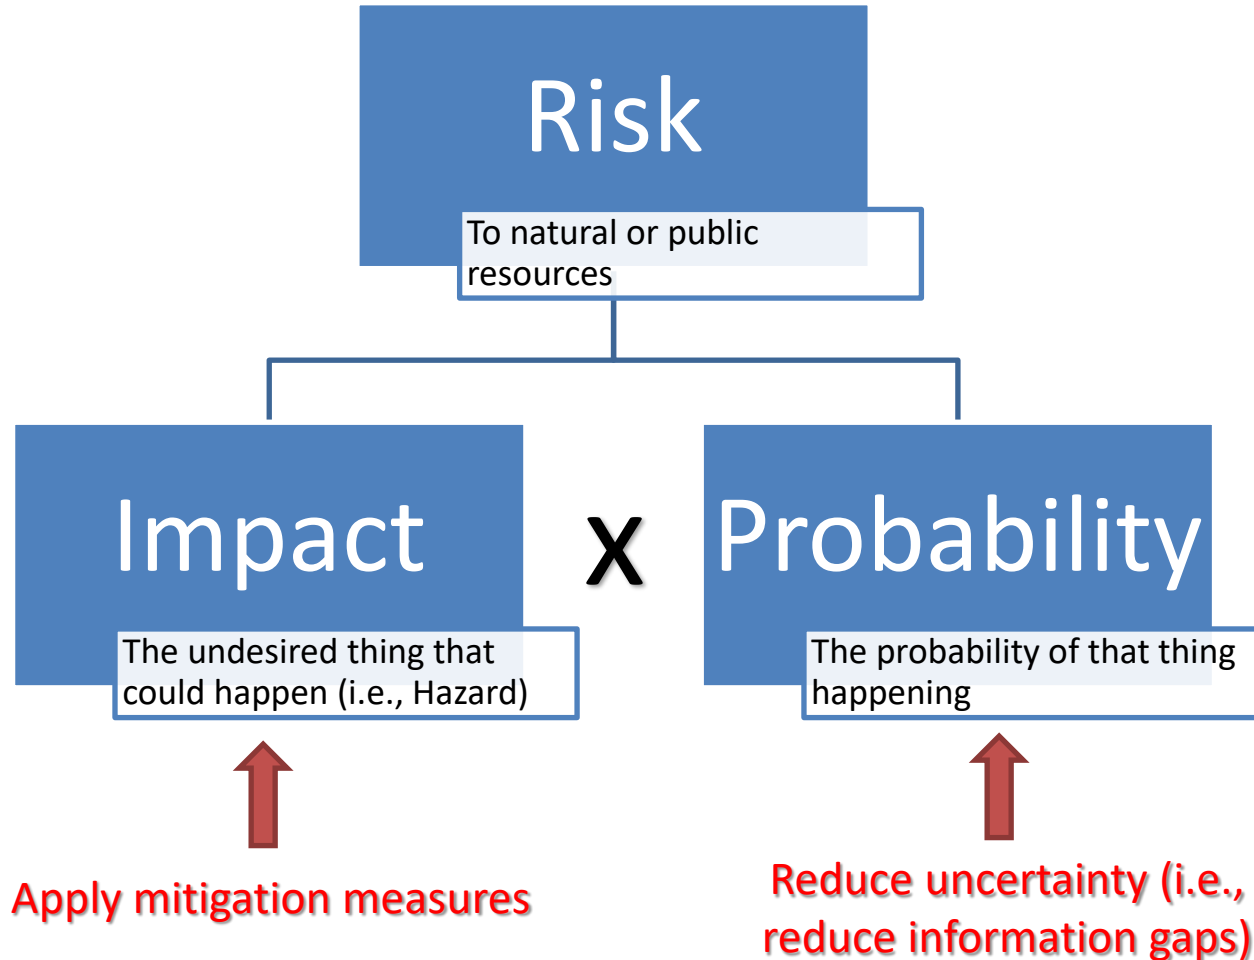 Risk
To natural or public
resources
Impact
The undesired thing that
could happen (i.e., Hazard)
x
Probability
The probability of that thing
happening
Apply mitigation measures
Reduce uncertainty (i.e.,
reduce information gaps)